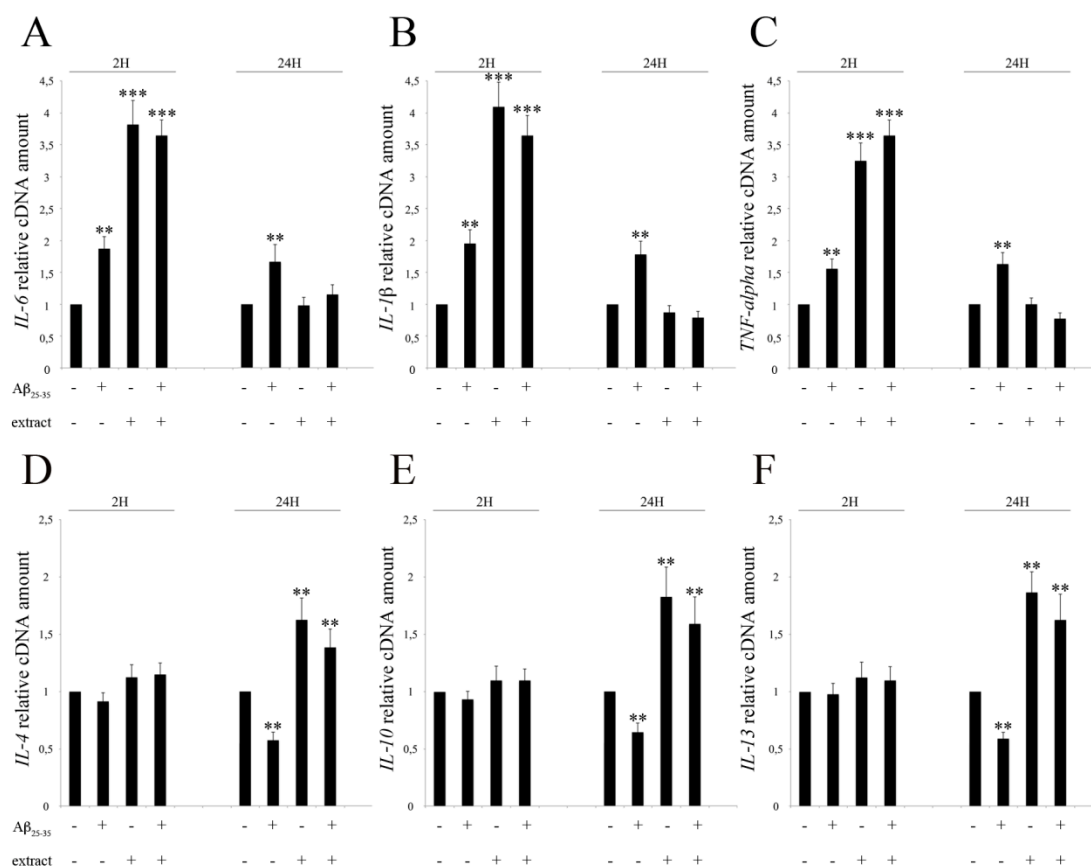 A
B
C
2H 24H
2H 24H
2H 24H
IL-6 relative cDNA amount
4,5
4
3,5
3
2,5
2
1,5
1
0,5
0
** *** *** **
IL-1β relative cDNA amount
4,5
4
3,5
3
2,5
2
1,5
1
0,5
0
** *** *** **
TNF-alpha relative cDNA amount
4,5
4
3,5
3
2,5
2
1,5
1
0,5
0
** *** *** **
Aβ25-35 - + - + - + - + - + - + - + - + - + - + - + - +
extract - - + + - - + + - - + + - - + + - - + + - - + +
D
E
F
2H 24H
2H 24H
2H 24H
IL-4 relative cDNA amount
2,5
2
1,5
1
0,5
0
** ** **
IL-10 relative cDNA amount
2,5
2
1,5
1
0,5
0
** ** **
IL-13 relative cDNA amount
2,5
2
1,5
1
0,5
0
** ** **
Aβ25-35 - + - + - + - + - + - + - + - + - + - + - + - +
extract - - + + - - + + - - + + - - + + - - + + - - + +